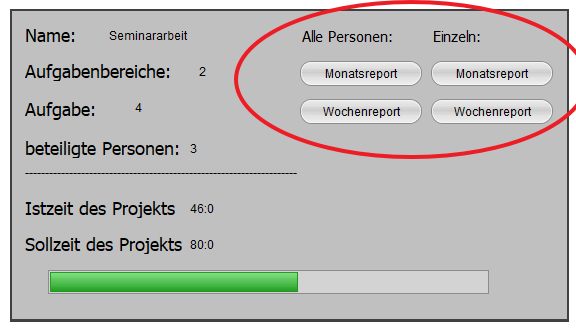 Name: Seminararbeit Alle Personen: Einzeln:
Aufgabenbereiche: 2 Monatsreport Monatsreport
Aufgabe: 4 Wochenreport Wochenreport
beteiligte Personen: 3
Istzeit des Projekts 46:0
Sollzeit des Projekts 80:0